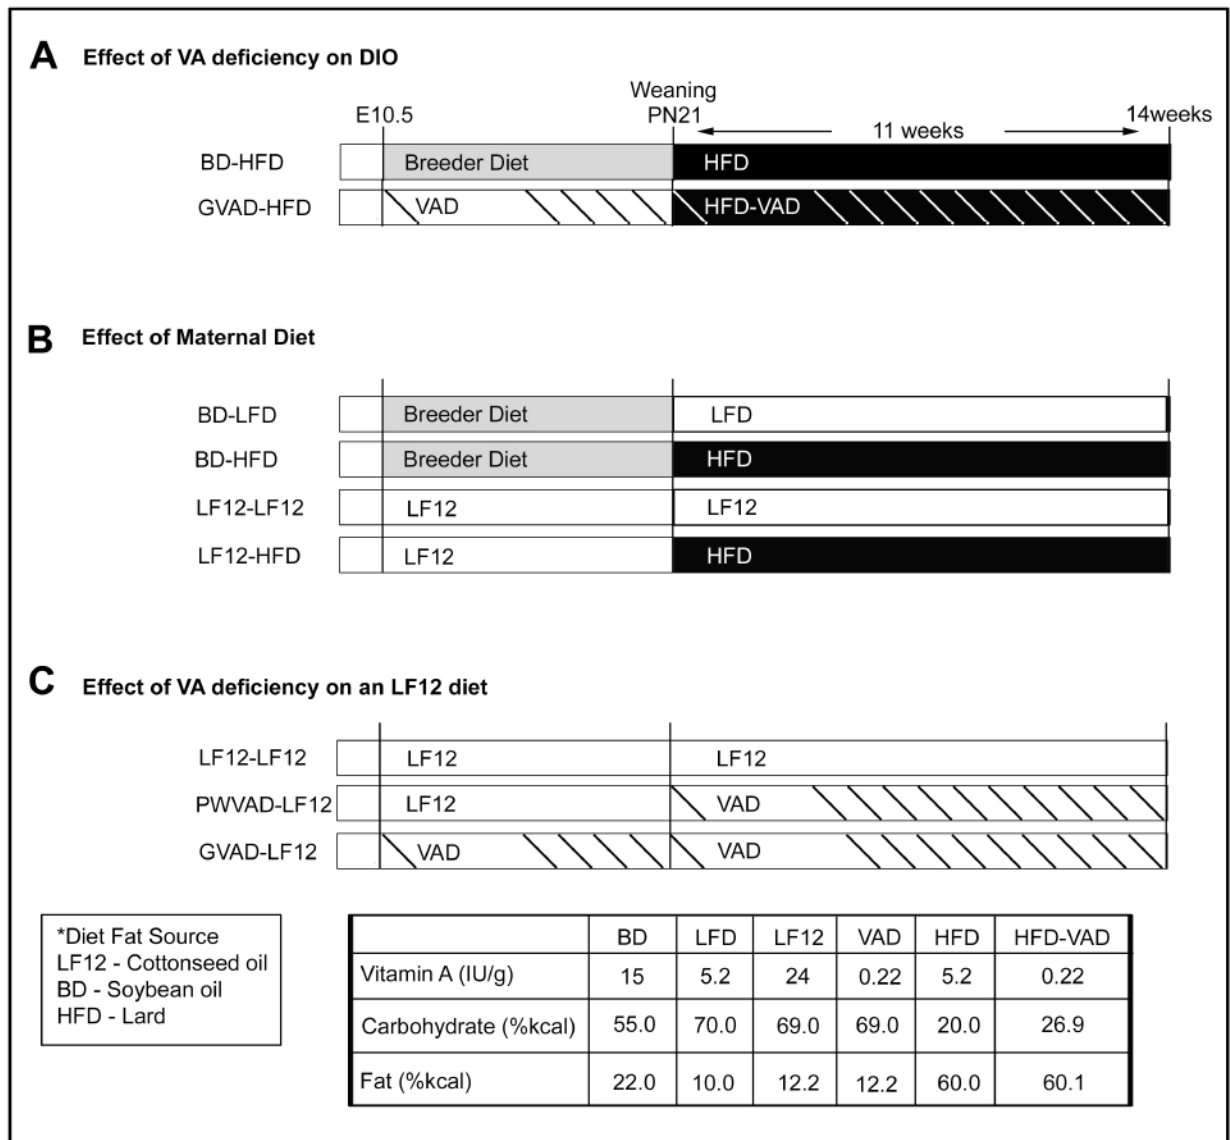 A Effect of VA deficiency on DIO
Weaning
E10.5 PN21 11 weeks 14weeks
BD-HFD Breeder Diet HFD
GVAD-HFD VAD HFD-VAD
B Effect of Maternal Diet
BD-LFD Breeder Diet LFD
BD-HFD Breeder Diet HFD
LF12-LF12 LF12 LF12
LF12-HFD LF12 HFD
C Effect of VA deficiency on an LF12 diet
LF12-LF12 LF12 LF12
PWVAD-LF12 LF12 VAD
GVAD-LF12 VAD VAD
*Diet Fat Source
LF12 - Cottonseed oil
BD - Soybean oil
HFD - Lard
BD LFD LF12 VAD HFD HFD-VAD
Vitamin A (IU/g) 15 5.2 24 0.22 5.2 0.22
Carbohydrate (%kcal) 55.0 70.0 69.0 69.0 20.0 26.9
Fat (%kcal) 22.0 10.0 12.2 12.2 60.0 60.1